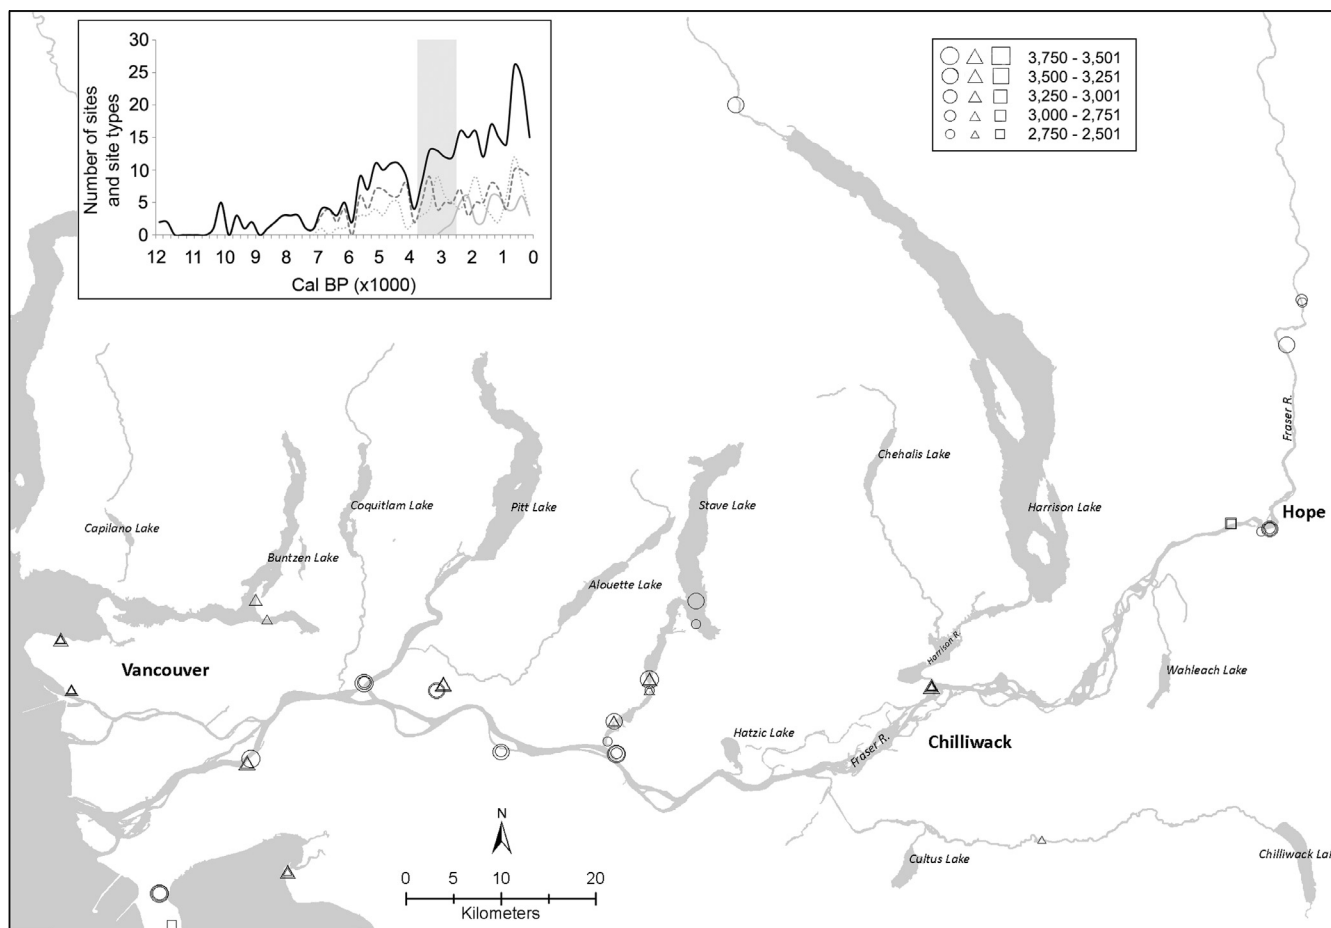 30
25
20
15
10
5
0
Number of sites
and site types
12 11 10 9 8 7 6 5 4 3 2 1 0
Cal BP (x1000)
3,750 - 3,501
3,500 - 3,251
3,250 - 3,001
3,000 - 2,751
2,750 - 2,501
Fraser R.
Chehalis Lake
Capilano Lake
Coquitlam Lake
Pitt Lake
Stave Lake
Harrison Lake
Hope
Buntzen Lake
Alouette Lake
Harrison R.
Vancouver
Wahleach Lake
Hatzic Lake
Fraser R.
Chilliwack
N
Cultus Lake
Chilliwack Lak
0 5 10 20
Kilometers